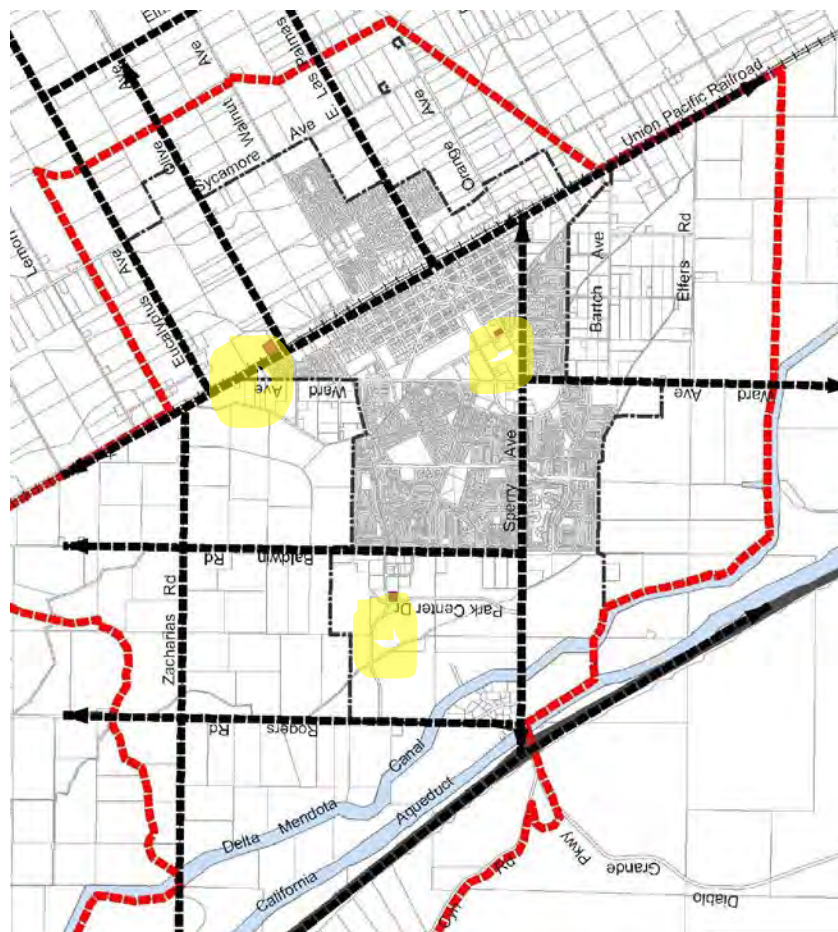 Ave
Ave
Las Palmas
E.
Ave
Union Pacific Railroad
Olive
Walnut
Ave
Sycamore
Orange
Lemon
Ave
Eucalyptus
Bartch Ave
Elfers Rd
Ave Ward
Ave Ward
Sperry Ave
Baldwin Rd
Zacharias Rd
Park Center Dr
Rogers Rd
Canal
Delta Mendota
Aqueduct
California
Rd
Pkwy
Grande
Diablo